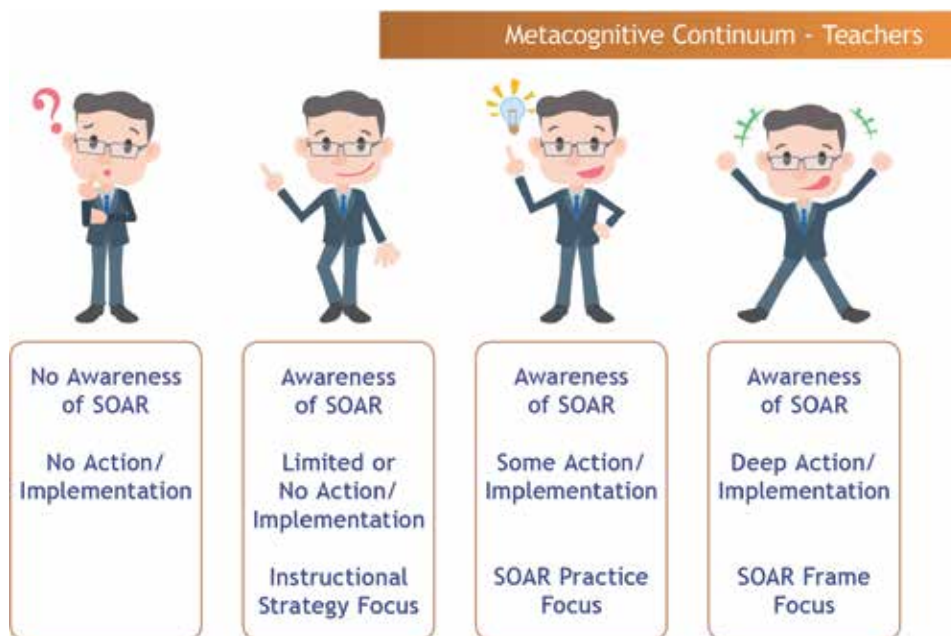 Metacognitive Continuum - Teachers
?
No Awareness
of SOAR
No Action/
Implementation
Awareness
of SOAR
Limited or
No Action/
Implementation
Instructional
Strategy Focus
Awareness
of SOAR
Some Action/
Implementation
SOAR Practice
Focus
Awareness
of SOAR
Deep Action/
Implementation
SOAR Frame
Focus